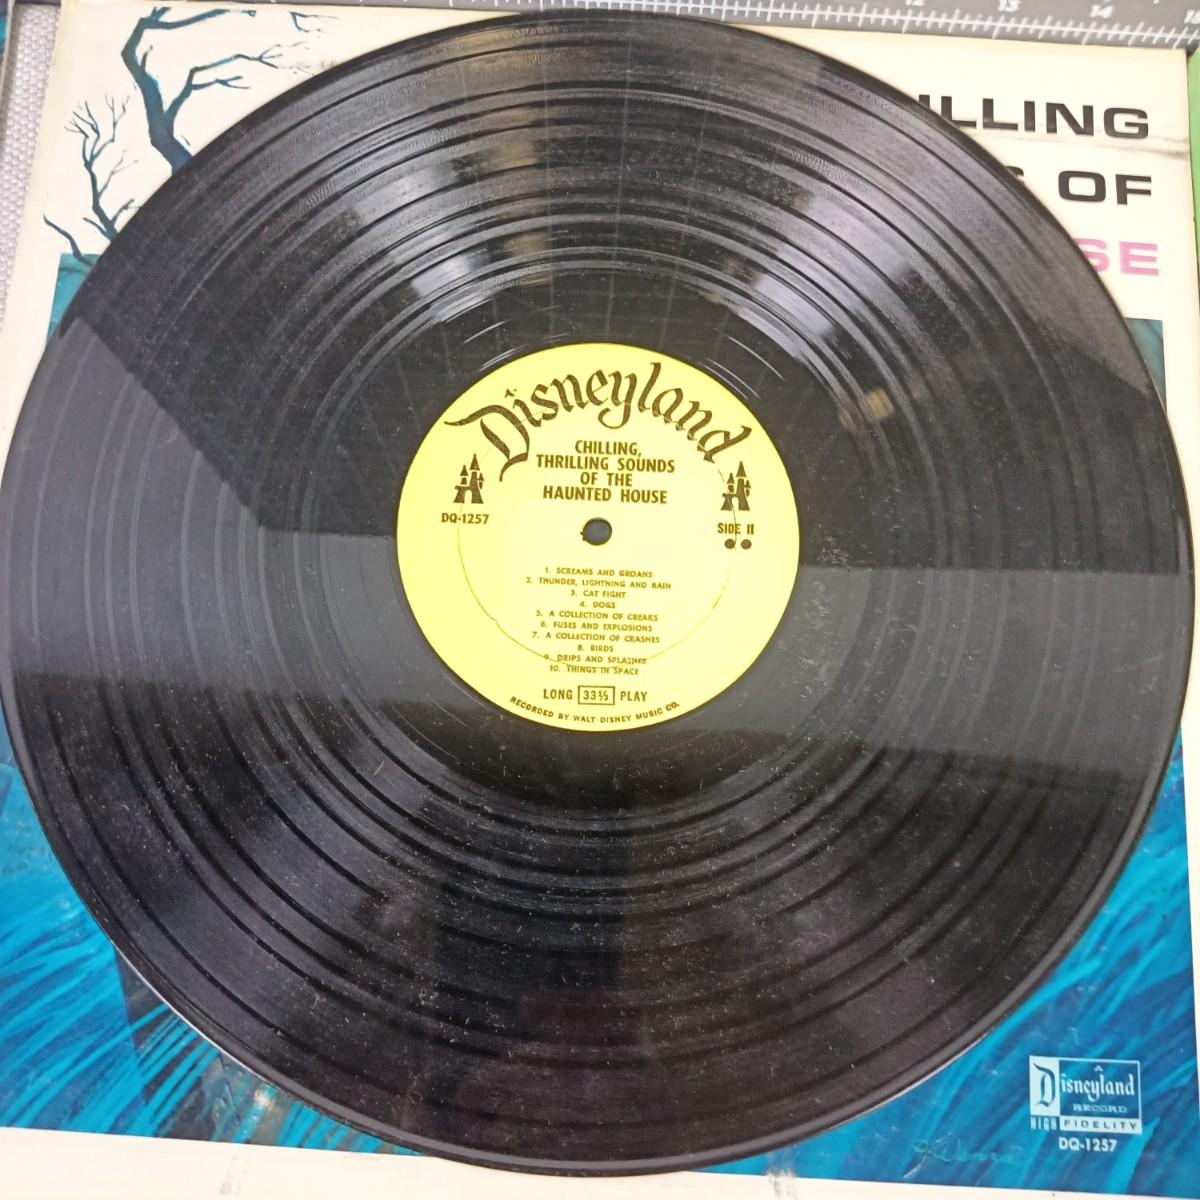 12 13 14
ILLING
OF
SE
Disneyland
CHILLING,
THRILLING SOUNDS
OF THE
HAUNTED HOUSE
DQ-1257
SIDE II
1. SCREAMS AND GROANS
2. THUNDER, LIGHTNING AND RAIN
3. CAT FIGHT
4. DOGS
5. A COLLECTION OF CREAKS
6. FUSES AND EXPLOSIONS
7. A COLLECTION OF CRASHES
8. BIRDS
9. DRIPS AND SPLASHES
10. THINGS IN SPACE
LONG 33⅓ PLAY
RECORDED BY WALT DISNEY MUSIC CO.
Disneyland
RECORD
HIGH FIDELITY
DQ-1257